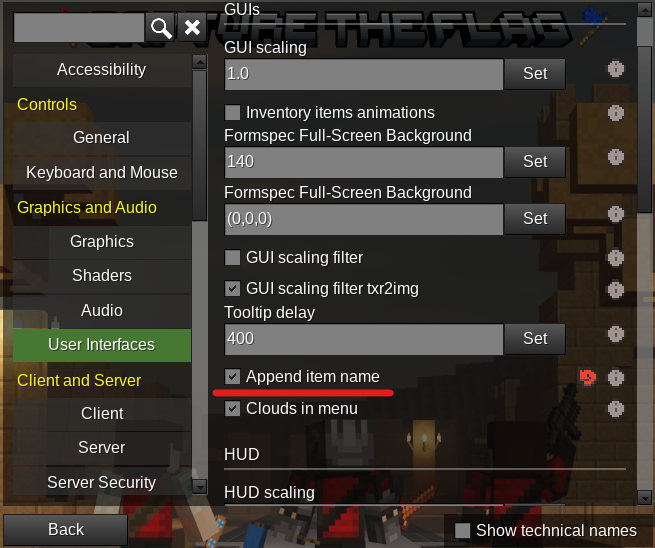 CAPTURE THE FLAG
GUIs
Accessibility
Controls
General
Keyboard and Mouse
Graphics and Audio
Graphics
Shaders
Audio
User Interfaces
Client and Server
Client
Server
Server Security
GUI scaling
1.0 Set
Inventory items animations
Formspec Full-Screen Background
140 Set
Formspec Full-Screen Background
(0,0,0) Set
GUI scaling filter
GUI scaling filter txr2img
Tooltip delay
400 Set
Append item name
Clouds in menu
HUD
HUD scaling
Back
Show technical names